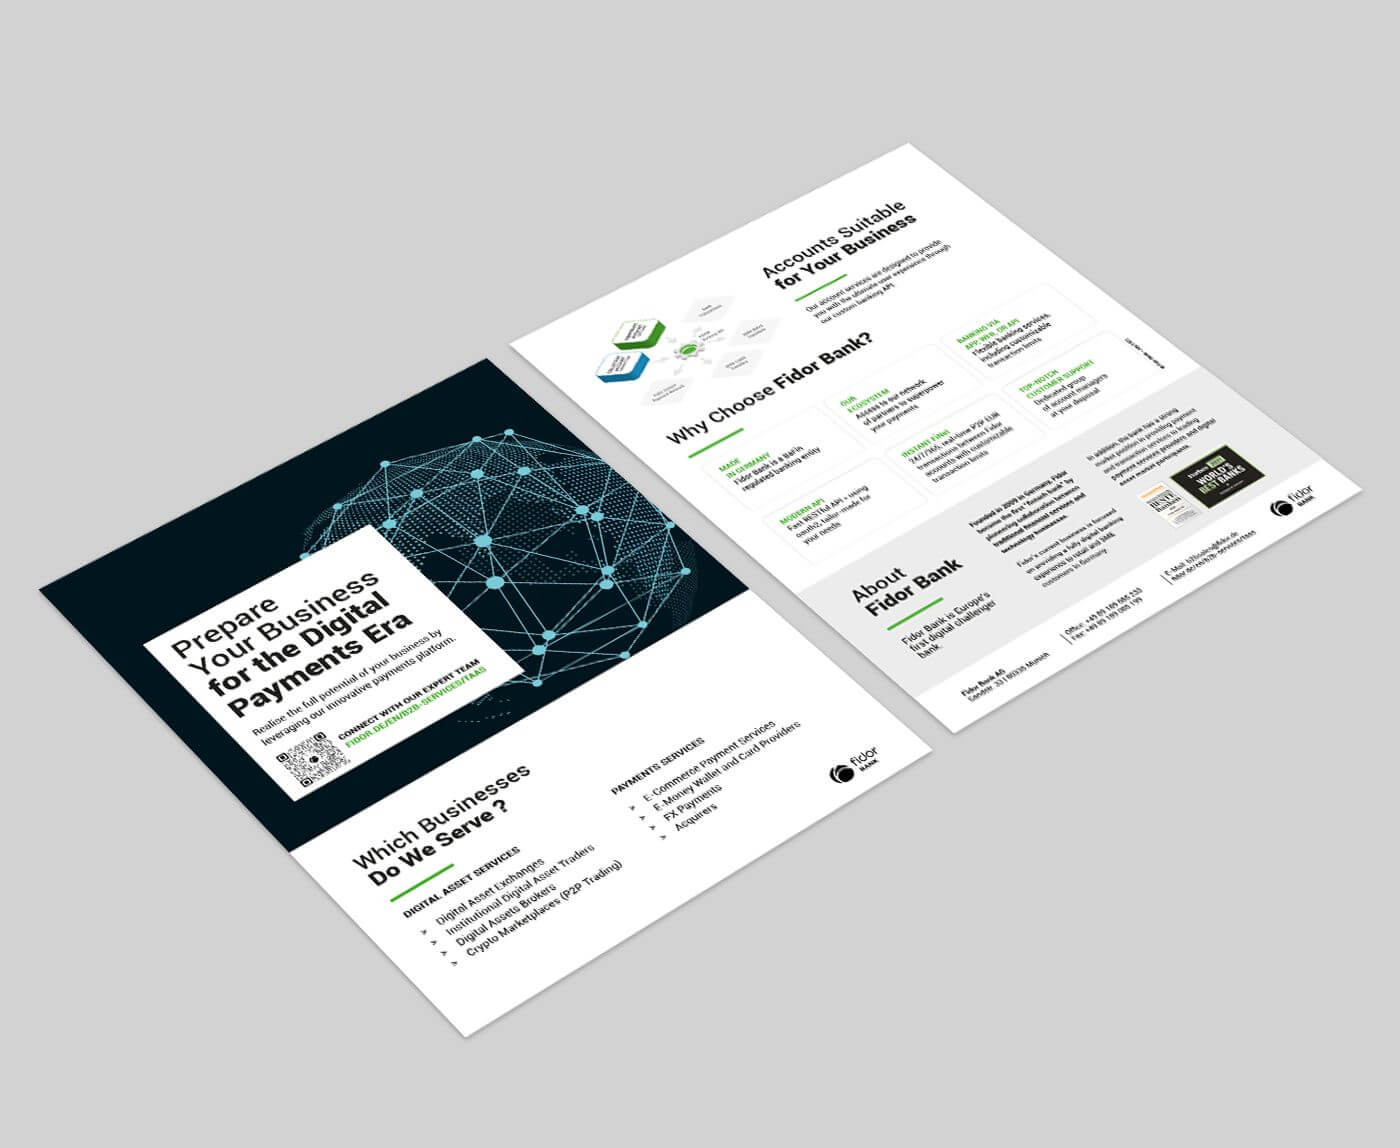 Prepare
Your Business
for the Digital
Payments Era
Realise the full potential of your business by
leveraging our innovative payments platform.
CONNECT WITH OUR EXPERT TEAM
FIDOR.DE/EN/B2B-SERVICES/TAAS
Which Businesses
Do We Serve ?
DIGITAL ASSET SERVICES
> Digital Asset Exchanges
> Institutional Digital Asset Traders
> Digital Assets Brokers
> Crypto Marketplaces (P2P Trading)
PAYMENTS SERVICES
> E-Commerce Payment Services
> E-Money Wallet and Card Providers
> FX Payments
> Acquirers
fidor
BANK
Accounts Suitable
for Your Business
Our account services are designed to provide
you with the ultimate user experience through
our custom banking API.
Why Choose Fidor Bank?
MADE
IN GERMANY
Fidor Bank is a BaFin
regulated banking entity
OUR
ECOSYSTEM
Access to our network
of partners to superpower
your payments
BANKING VIA
APP, WEB, OR API
Flexible banking services,
including customizable
transaction limits
MODERN API
Fast RESTful API - using
oauth2, tailor-made for
your needs
INSTANT FiNet
24/7/365, real-time P2P EUR
transactions between Fidor
accounts with customizable
transaction limits
TOP-NOTCH
CUSTOMER SUPPORT
Dedicated group
of account managers
at your disposal
About
Fidor Bank
Fidor Bank is Europe's
first digital challenger
bank.
Founded in 2009 in Germany, Fidor
become the first "fintech bank" by
pioneering collaboration between
traditional financial services and
technology businesses.
Fidor's current business is focused
on providing a fully digital banking
experience to retail and SME
customers in Germany.
In addition, the bank has a strong
market position in providing payment
and transaction services to leading
payment services providers and digital
asset market participants.
BESTE
Banken
Forbes
WORLD'S
BEST BANKS
fidor
BANK
Fidor Bank AG
Sandstr. 33 | 80335 Munich
Office: +49 89 189 085 233
Fax: +49 89 189 085 199